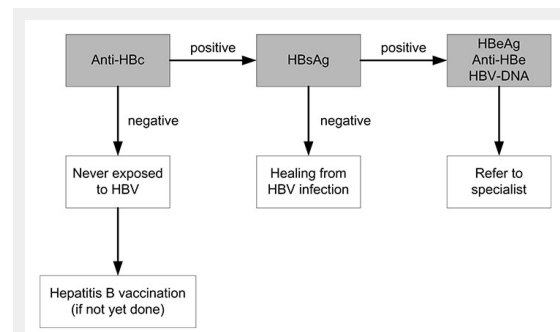 Anti-HBc
positive
HBsAg
positive
HBeAg
Anti-HBe
HBV-DNA
negative
negative
Never exposed
to HBV
Healing from
HBV infection
Refer to
specialist
Hepatitis B vaccination
(if not yet done)